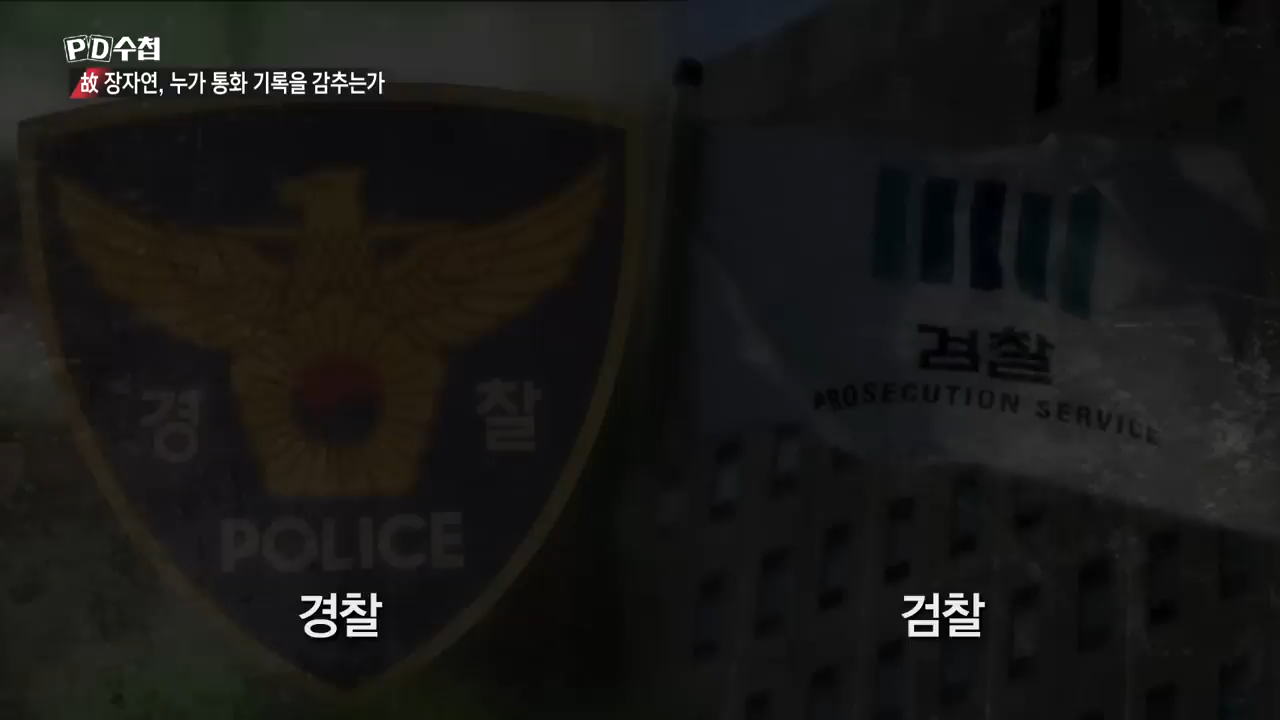 PD수첩
故 장자연, 누가 통화 기록을 감추는가
경 찰
POLICE
경찰
검찰
PROSECUTION SERVICE
검찰